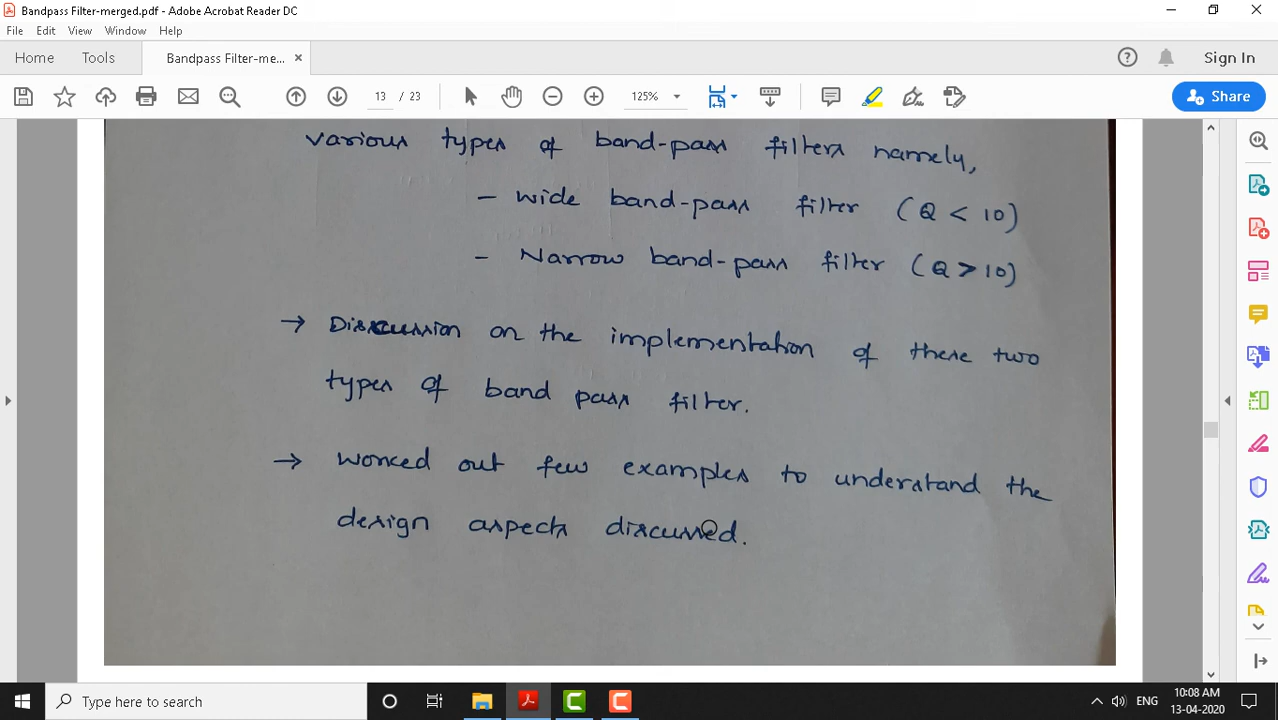 Bandpass Filter-merged.pdf - Adobe Acrobat Reader DC
File Edit View Window Help
Home Tools Bandpass Filter-me... × Sign In
13 / 23 125% Share
various types of band-pass filters namely,
- Wide band-pass filter (Q < 10)
- Narrow band-pass filter (Q > 10)
→ Discussion on the implementation of these two
types of band pass filter.
→ Worked out few examples to understand the
design aspects discussed.
Type here to search
ENG 10:08 AM
13-04-2020